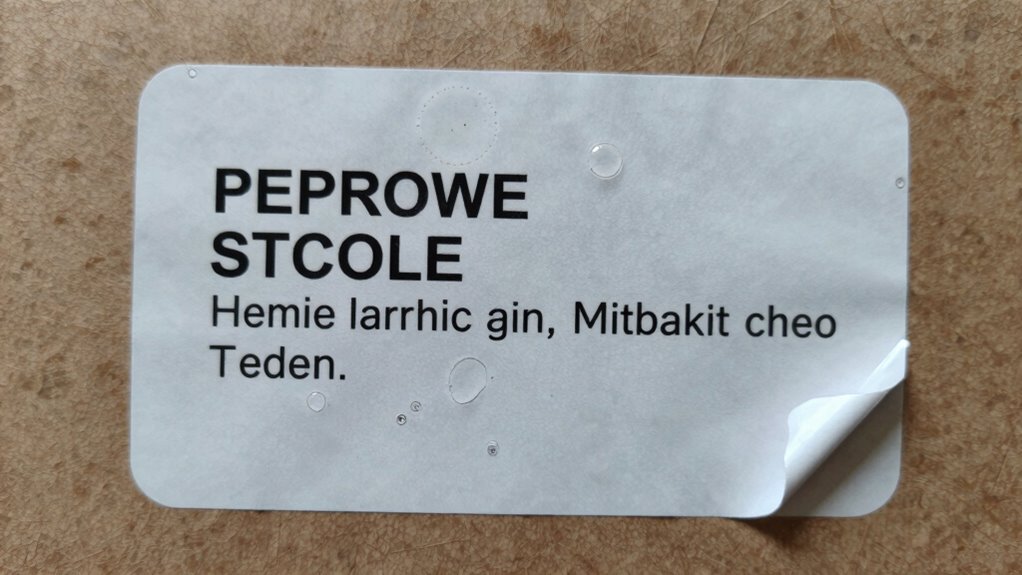 PEPROWE
STCOLE
Hemie larrhic gin, Mitbakit cheo
Teden.